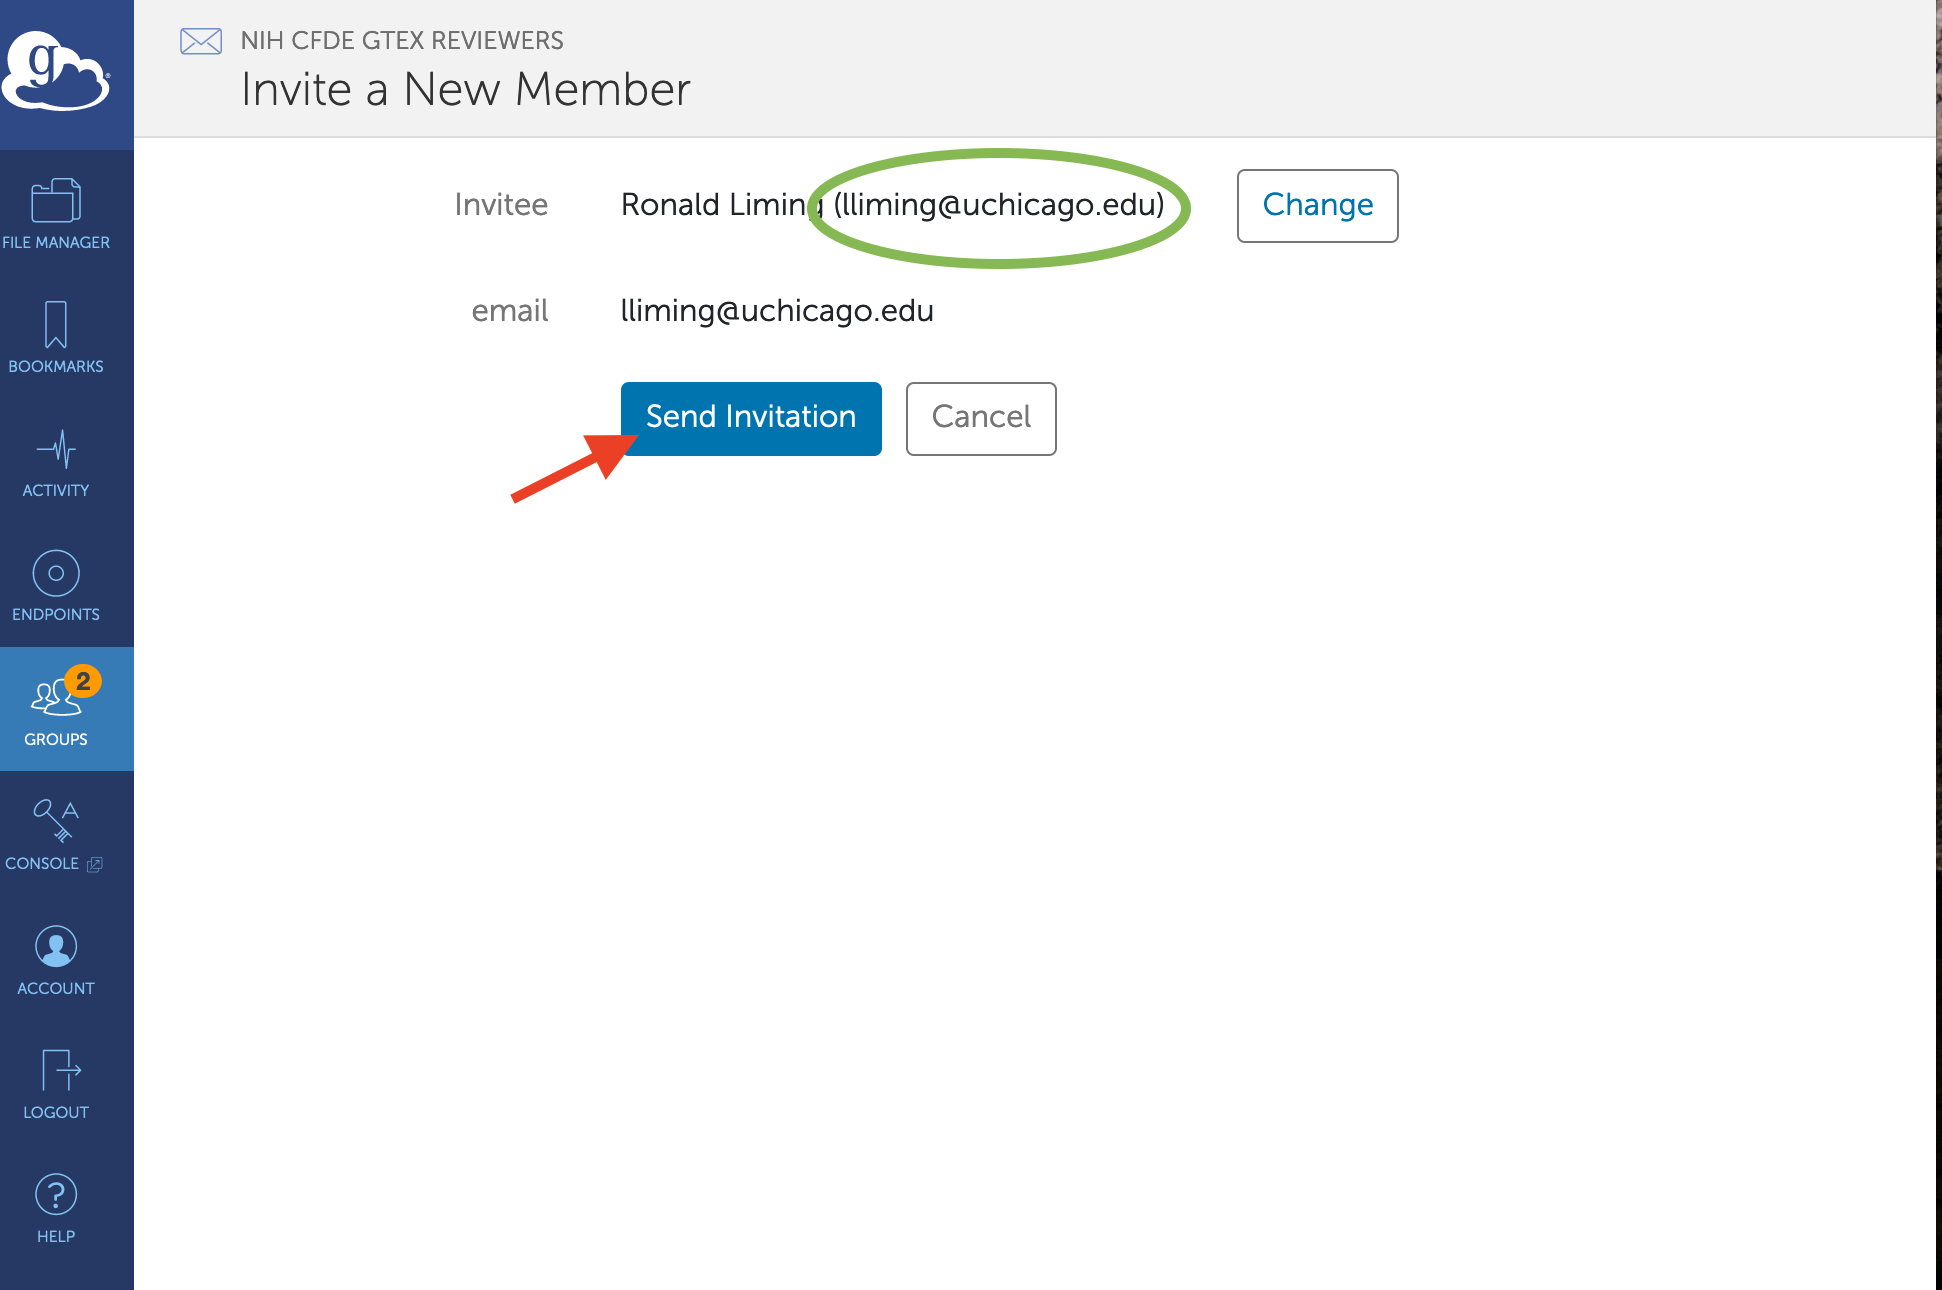 g
NIH CFDE GTEX REVIEWERS
Invite a New Member
Invitee Ronald Liming (lliming@uchicago.edu) Change
email lliming@uchicago.edu
Send Invitation Cancel
FILE MANAGER
BOOKMARKS
ACTIVITY
ENDPOINTS
2
GROUPS
CONSOLE
ACCOUNT
LOGOUT
?
HELP